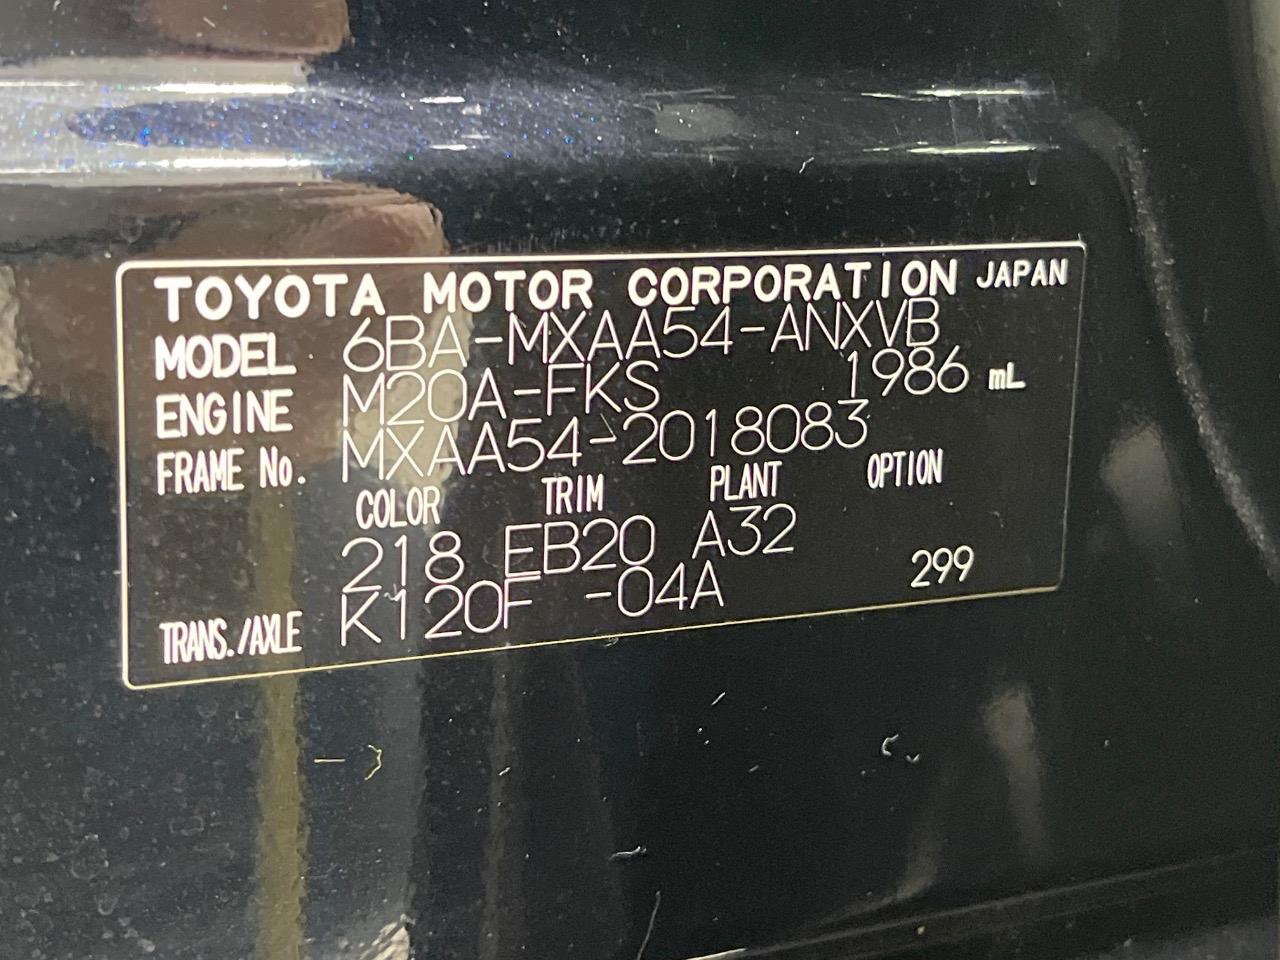 TOYOTA MOTOR CORPORATION JAPAN
MODEL 6BA-MXAA54-ANXVB
ENGINE M20A-FKS 1986 mL
FRAME No. MXAA54-2018083
COLOR TRIM PLANT OPTION
218 EB20 A32
TRANS./AXLE K120F -04A 299